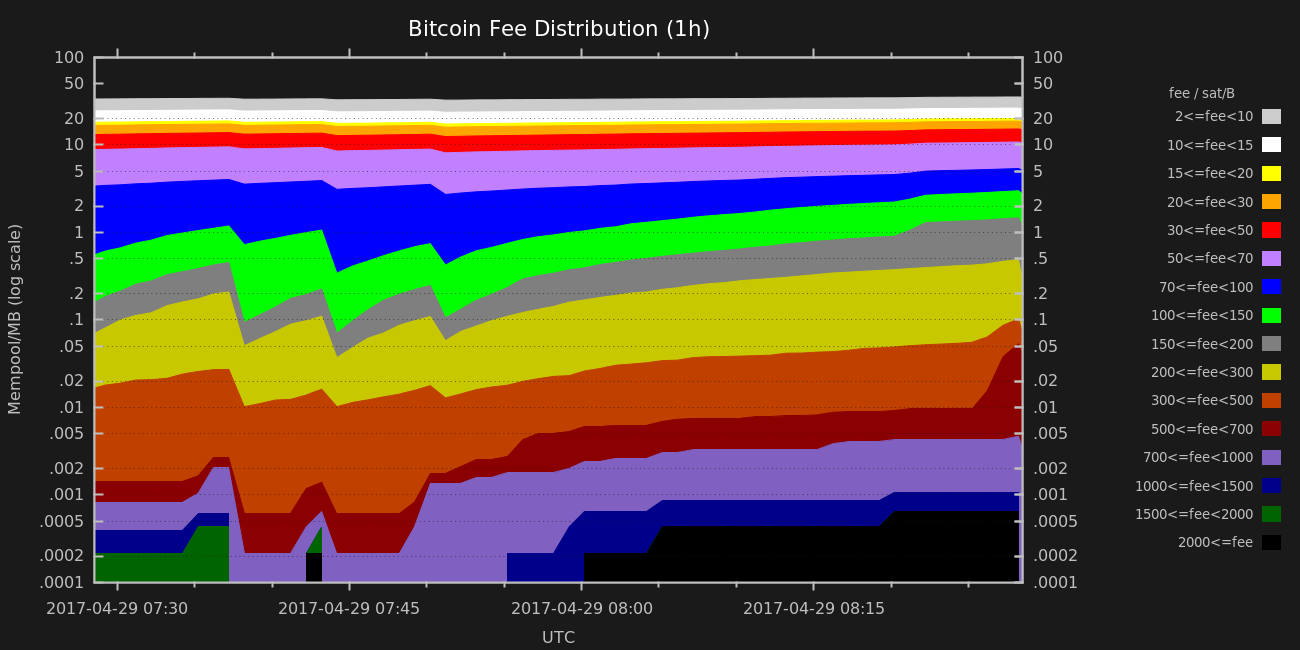 Bitcoin Fee Distribution (1h)
Mempool/MB (log scale)
100
50
20
10
5
2
1
.5
.2
.1
.05
.02
.01
.005
.002
.001
.0005
.0002
.0001
100
50
20
10
5
2
1
.5
.2
.1
.05
.02
.01
.005
.002
.001
.0005
.0002
.0001
2017-04-29 07:30 2017-04-29 07:45 2017-04-29 08:00 2017-04-29 08:15
UTC
fee / sat/B
2<=fee<10
10<=fee<15
15<=fee<20
20<=fee<30
30<=fee<50
50<=fee<70
70<=fee<100
100<=fee<150
150<=fee<200
200<=fee<300
300<=fee<500
500<=fee<700
700<=fee<1000
1000<=fee<1500
1500<=fee<2000
2000<=fee